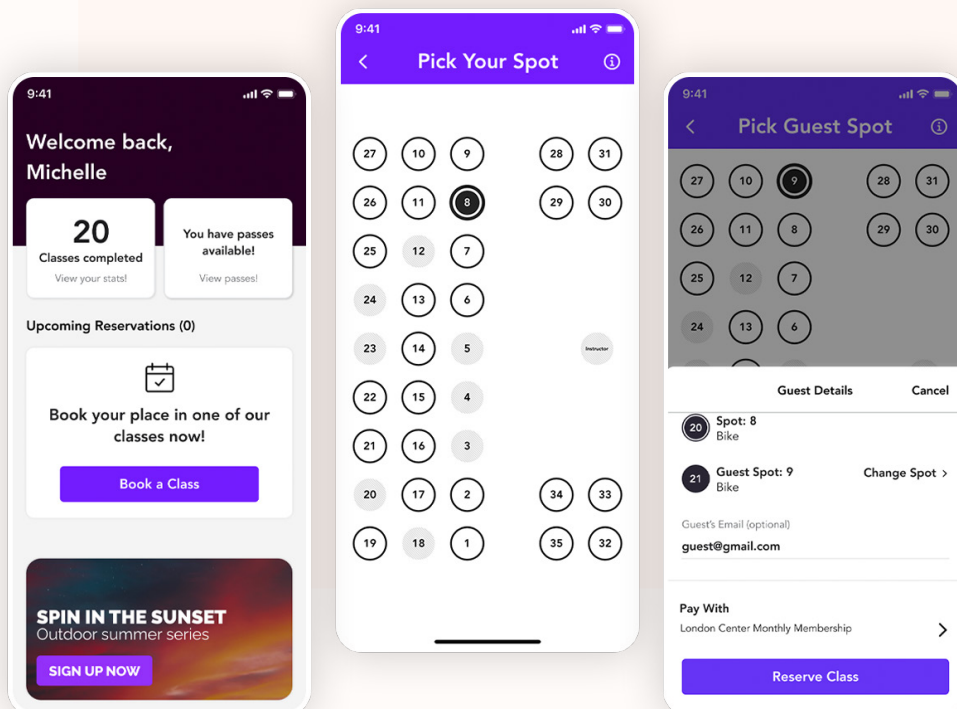 9:41
Welcome back,
Michelle
20
Classes completed
View your stats!
You have passes
available!
View passes!
Upcoming Reservations (0)
Book your place in one of our
classes now!
Book a Class
SPIN IN THE SUNSET
Outdoor summer series
SIGN UP NOW
9:41
Pick Your Spot
27 10 9 28 31
26 11 8 29 30
25 12 7
24 13 6
23 14 5 Instructor
22 15 4
21 16 3
20 17 2 34 33
19 18 1 35 32
9:41
Pick Guest Spot
27 10 9 28 31
26 11 8 29 30
25 12 7
24 13 6
Guest Details Cancel
20 Spot: 8
Bike
21 Guest Spot: 9 Change Spot >
Bike
Guest's Email (optional)
guest@gmail.com
Pay With
London Center Monthly Membership
Reserve Class